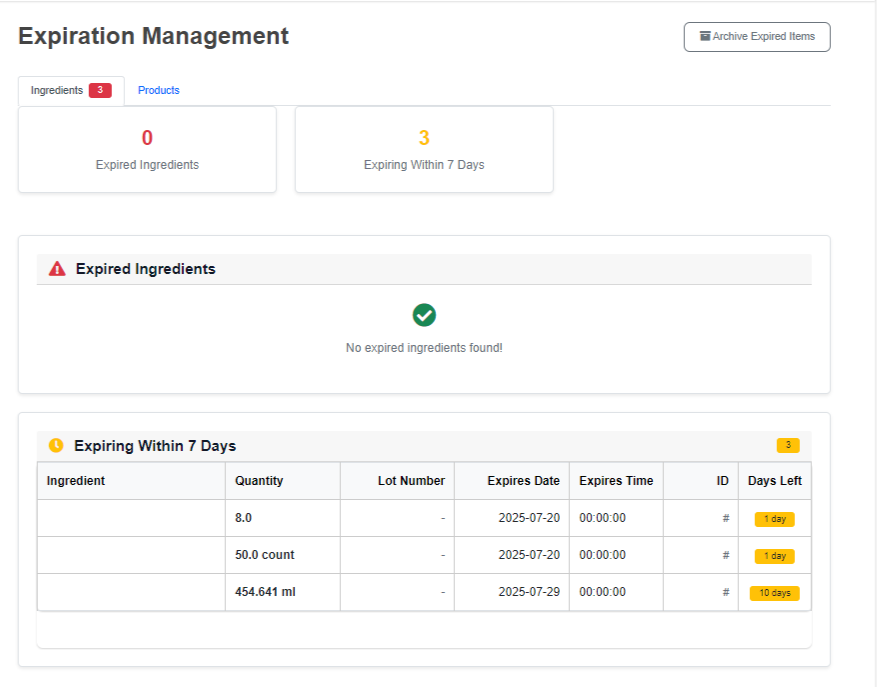 Expiration Management
Archive Expired Items
Ingredients 3 Products
0
Expired Ingredients
3
Expiring Within 7 Days
Expired Ingredients
No expired ingredients found!
Expiring Within 7 Days 3
Ingredient Quantity Lot Number Expires Date Expires Time ID Days Left
8.0 - 2025-07-20 00:00:00 # 1 day
50.0 count - 2025-07-20 00:00:00 # 1 day
454.641 ml - 2025-07-29 00:00:00 # 10 days